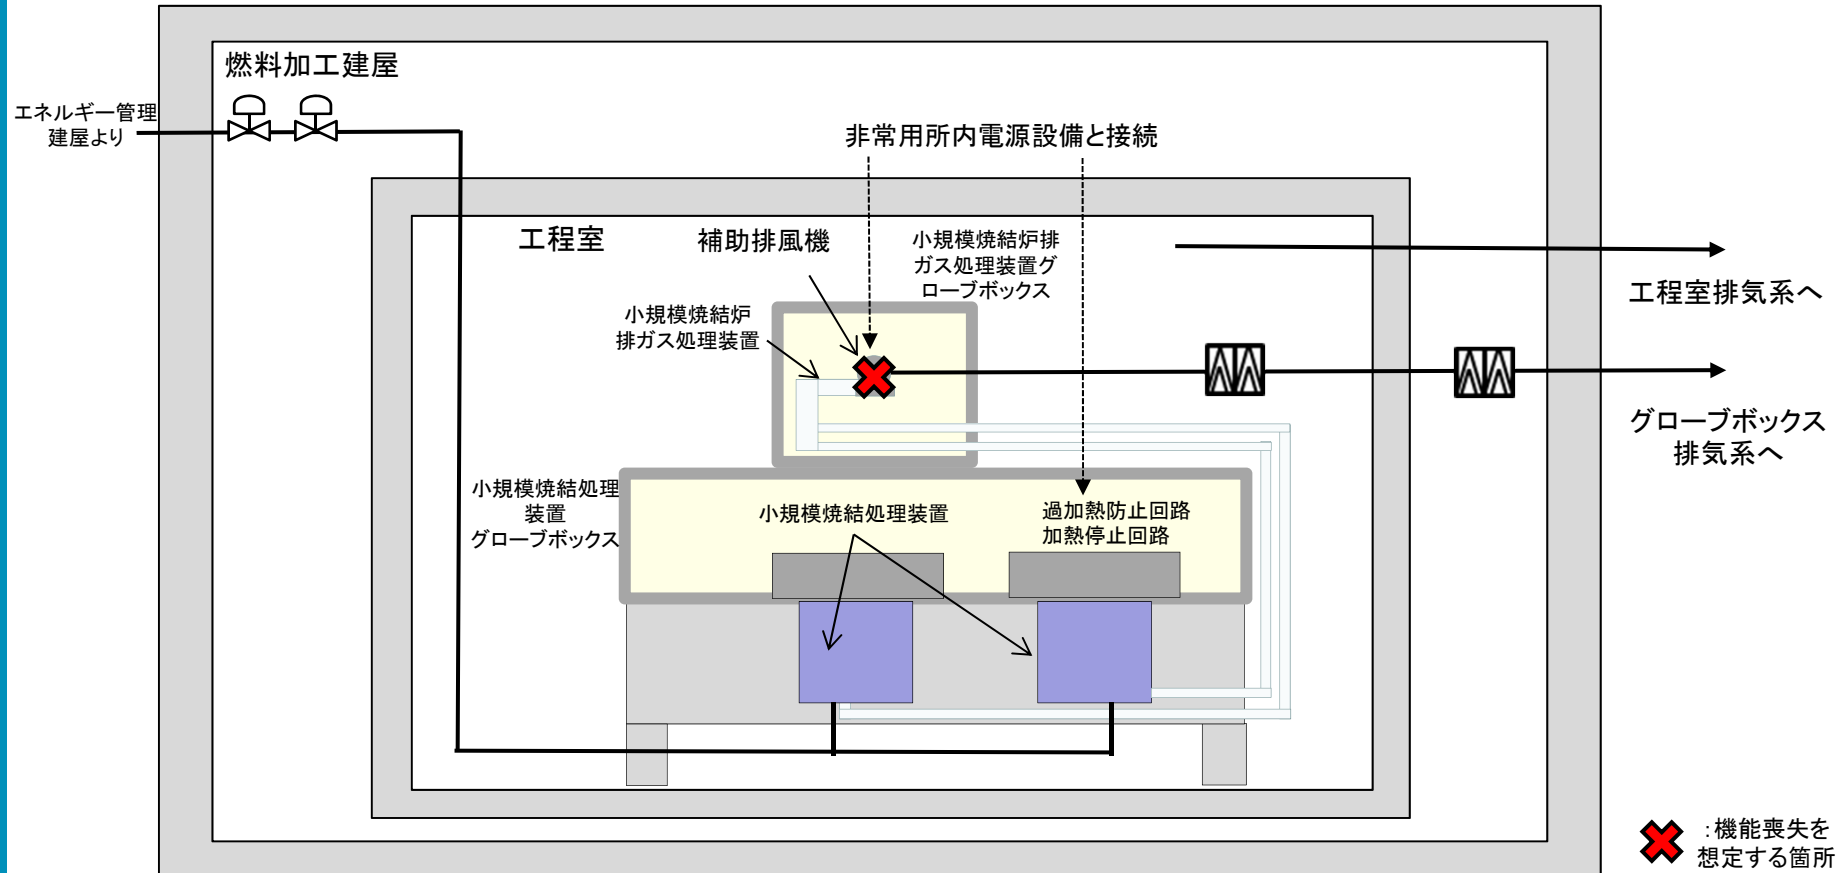 燃料加工建屋
エネルギー管理
建屋より
非常用所内電源設備と接続
工程室
補助排風機
小規模焼結炉排
ガス処理装置グ
ローブボックス
小規模焼結炉
排ガス処理装置
工程室排気系へ
グローブボックス
排気系へ
小規模焼結処理
装置
グローブボックス
小規模焼結処理装置
過加熱防止回路
加熱停止回路
:機能喪失を
想定する箇所